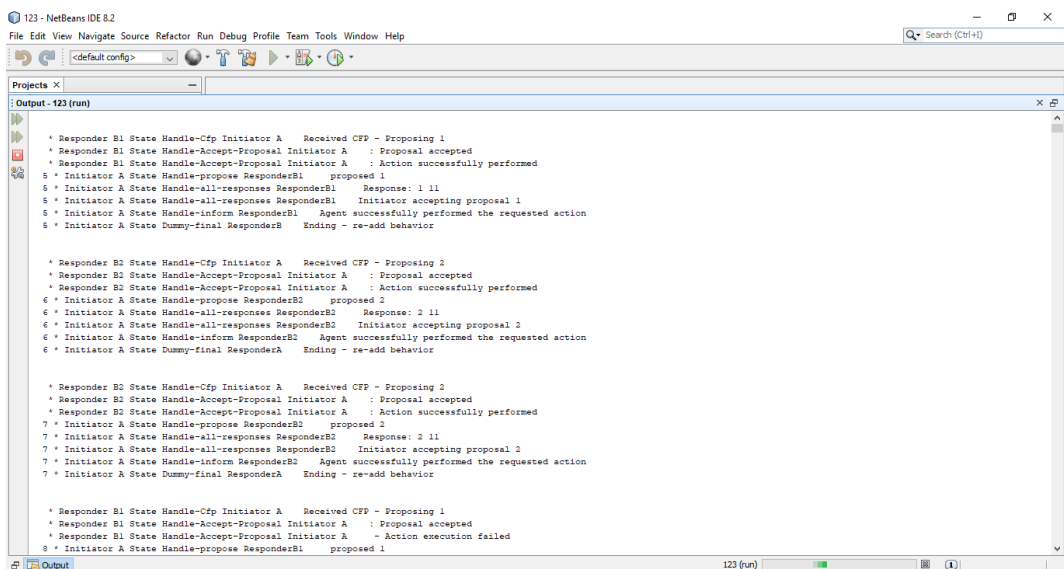 123 - NetBeans IDE 8.2
File Edit View Navigate Source Refactor Run Debug Profile Team Tools Window Help
Search (Ctrl+I)
<default config>
Projects
Output - 123 (run)
* Responder B1 State Handle-Cfp Initiator A Received CFP - Proposing 1
* Responder B1 State Handle-Accept-Proposal Initiator A : Proposal accepted
* Responder B1 State Handle-Accept-Proposal Initiator A : Action successfully performed
5 * Initiator A State Handle-propose ResponderB1 proposed 1
5 * Initiator A State Handle-all-responses ResponderB1 Response: 1 11
5 * Initiator A State Handle-all-responses ResponderB1 Initiator accepting proposal 1
5 * Initiator A State Handle-inform ResponderB1 Agent successfully performed the requested action
5 * Initiator A State Dummy-final ResponderB Ending - re-add behavior
* Responder B2 State Handle-Cfp Initiator A Received CFP - Proposing 2
* Responder B2 State Handle-Accept-Proposal Initiator A : Proposal accepted
* Responder B2 State Handle-Accept-Proposal Initiator A : Action successfully performed
6 * Initiator A State Handle-propose ResponderB2 proposed 2
6 * Initiator A State Handle-all-responses ResponderB2 Response: 2 11
6 * Initiator A State Handle-all-responses ResponderB2 Initiator accepting proposal 2
6 * Initiator A State Handle-inform ResponderB2 Agent successfully performed the requested action
6 * Initiator A State Dummy-final ResponderA Ending - re-add behavior
* Responder B2 State Handle-Cfp Initiator A Received CFP - Proposing 2
* Responder B2 State Handle-Accept-Proposal Initiator A : Proposal accepted
* Responder B2 State Handle-Accept-Proposal Initiator A : Action successfully performed
7 * Initiator A State Handle-propose ResponderB2 proposed 2
7 * Initiator A State Handle-all-responses ResponderB2 Response: 2 11
7 * Initiator A State Handle-all-responses ResponderB2 Initiator accepting proposal 2
7 * Initiator A State Handle-inform ResponderB2 Agent successfully performed the requested action
7 * Initiator A State Dummy-final ResponderA Ending - re-add behavior
* Responder B1 State Handle-Cfp Initiator A Received CFP - Proposing 1
* Responder B1 State Handle-Accept-Proposal Initiator A : Proposal accepted
* Responder B1 State Handle-Accept-Proposal Initiator A - Action execution failed
8 * Initiator A State Handle-propose ResponderB1 proposed 1
Output
123 (run)
1